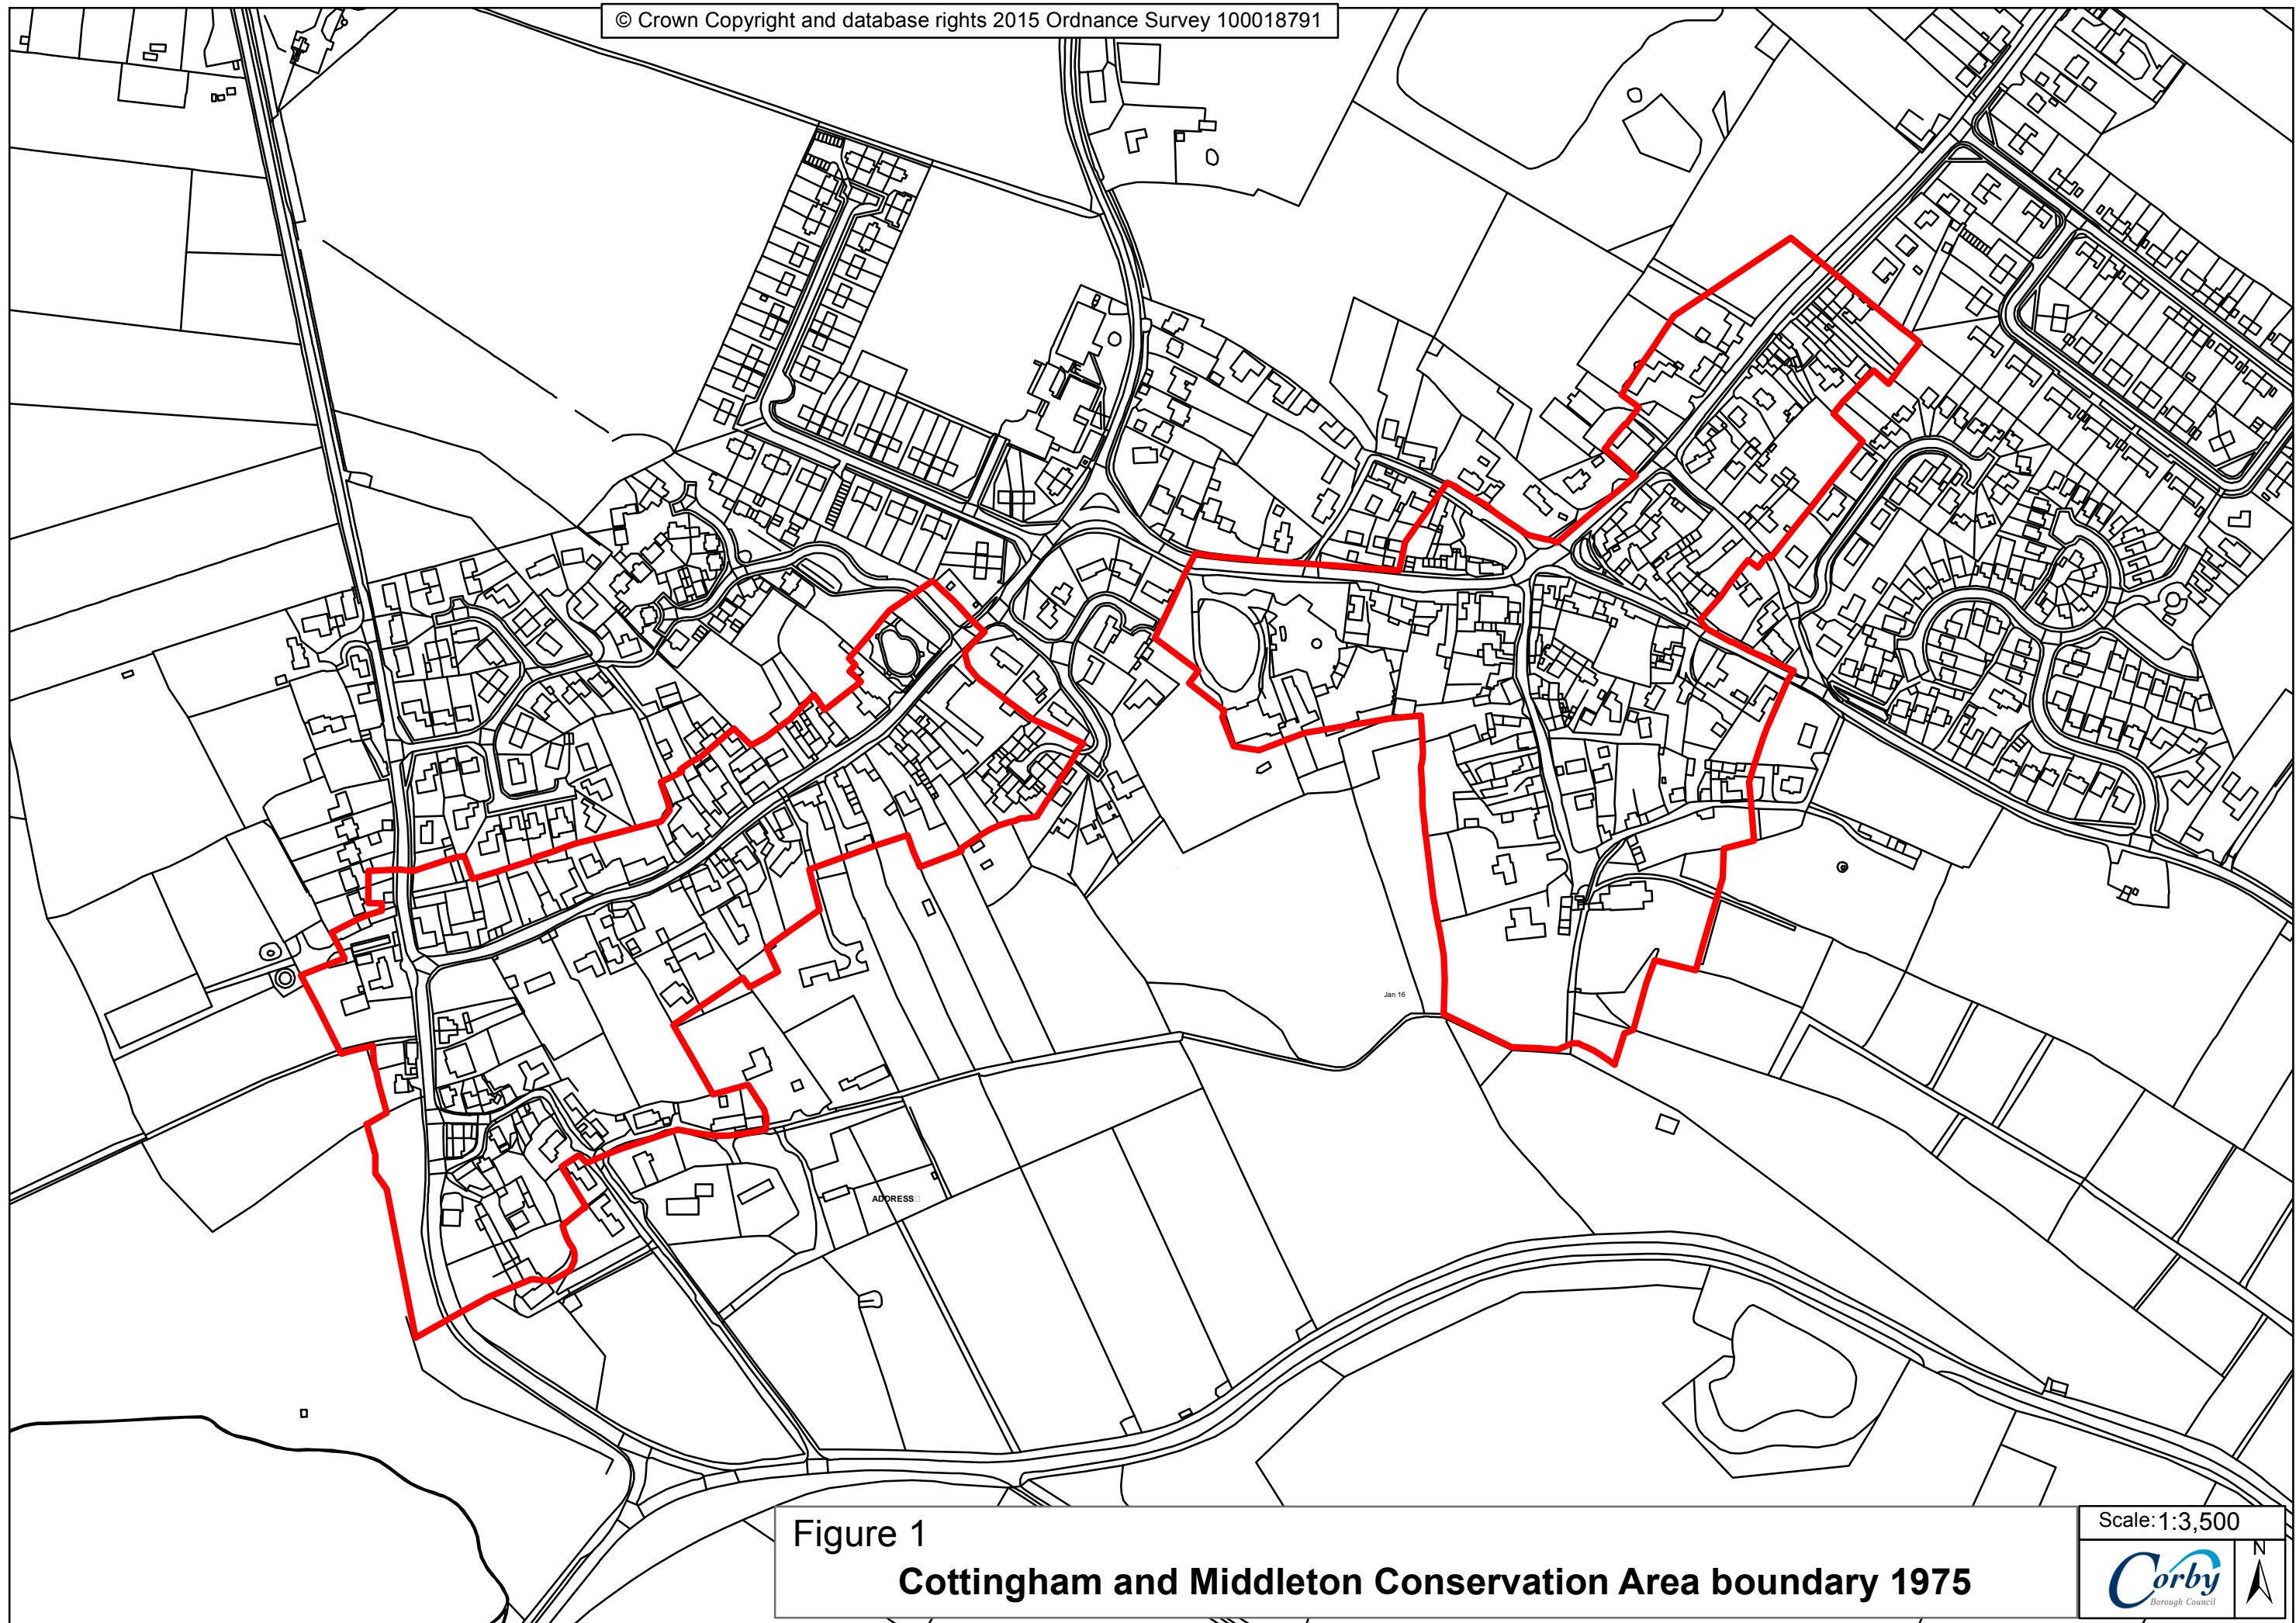 © Crown Copyright and database rights 2015 Ordnance Survey 100018791
Jan 16
ADDRESS
Figure 1
Cottingham and Middleton Conservation Area boundary 1975
Scale:1:3,500
Corby
Borough Council
N